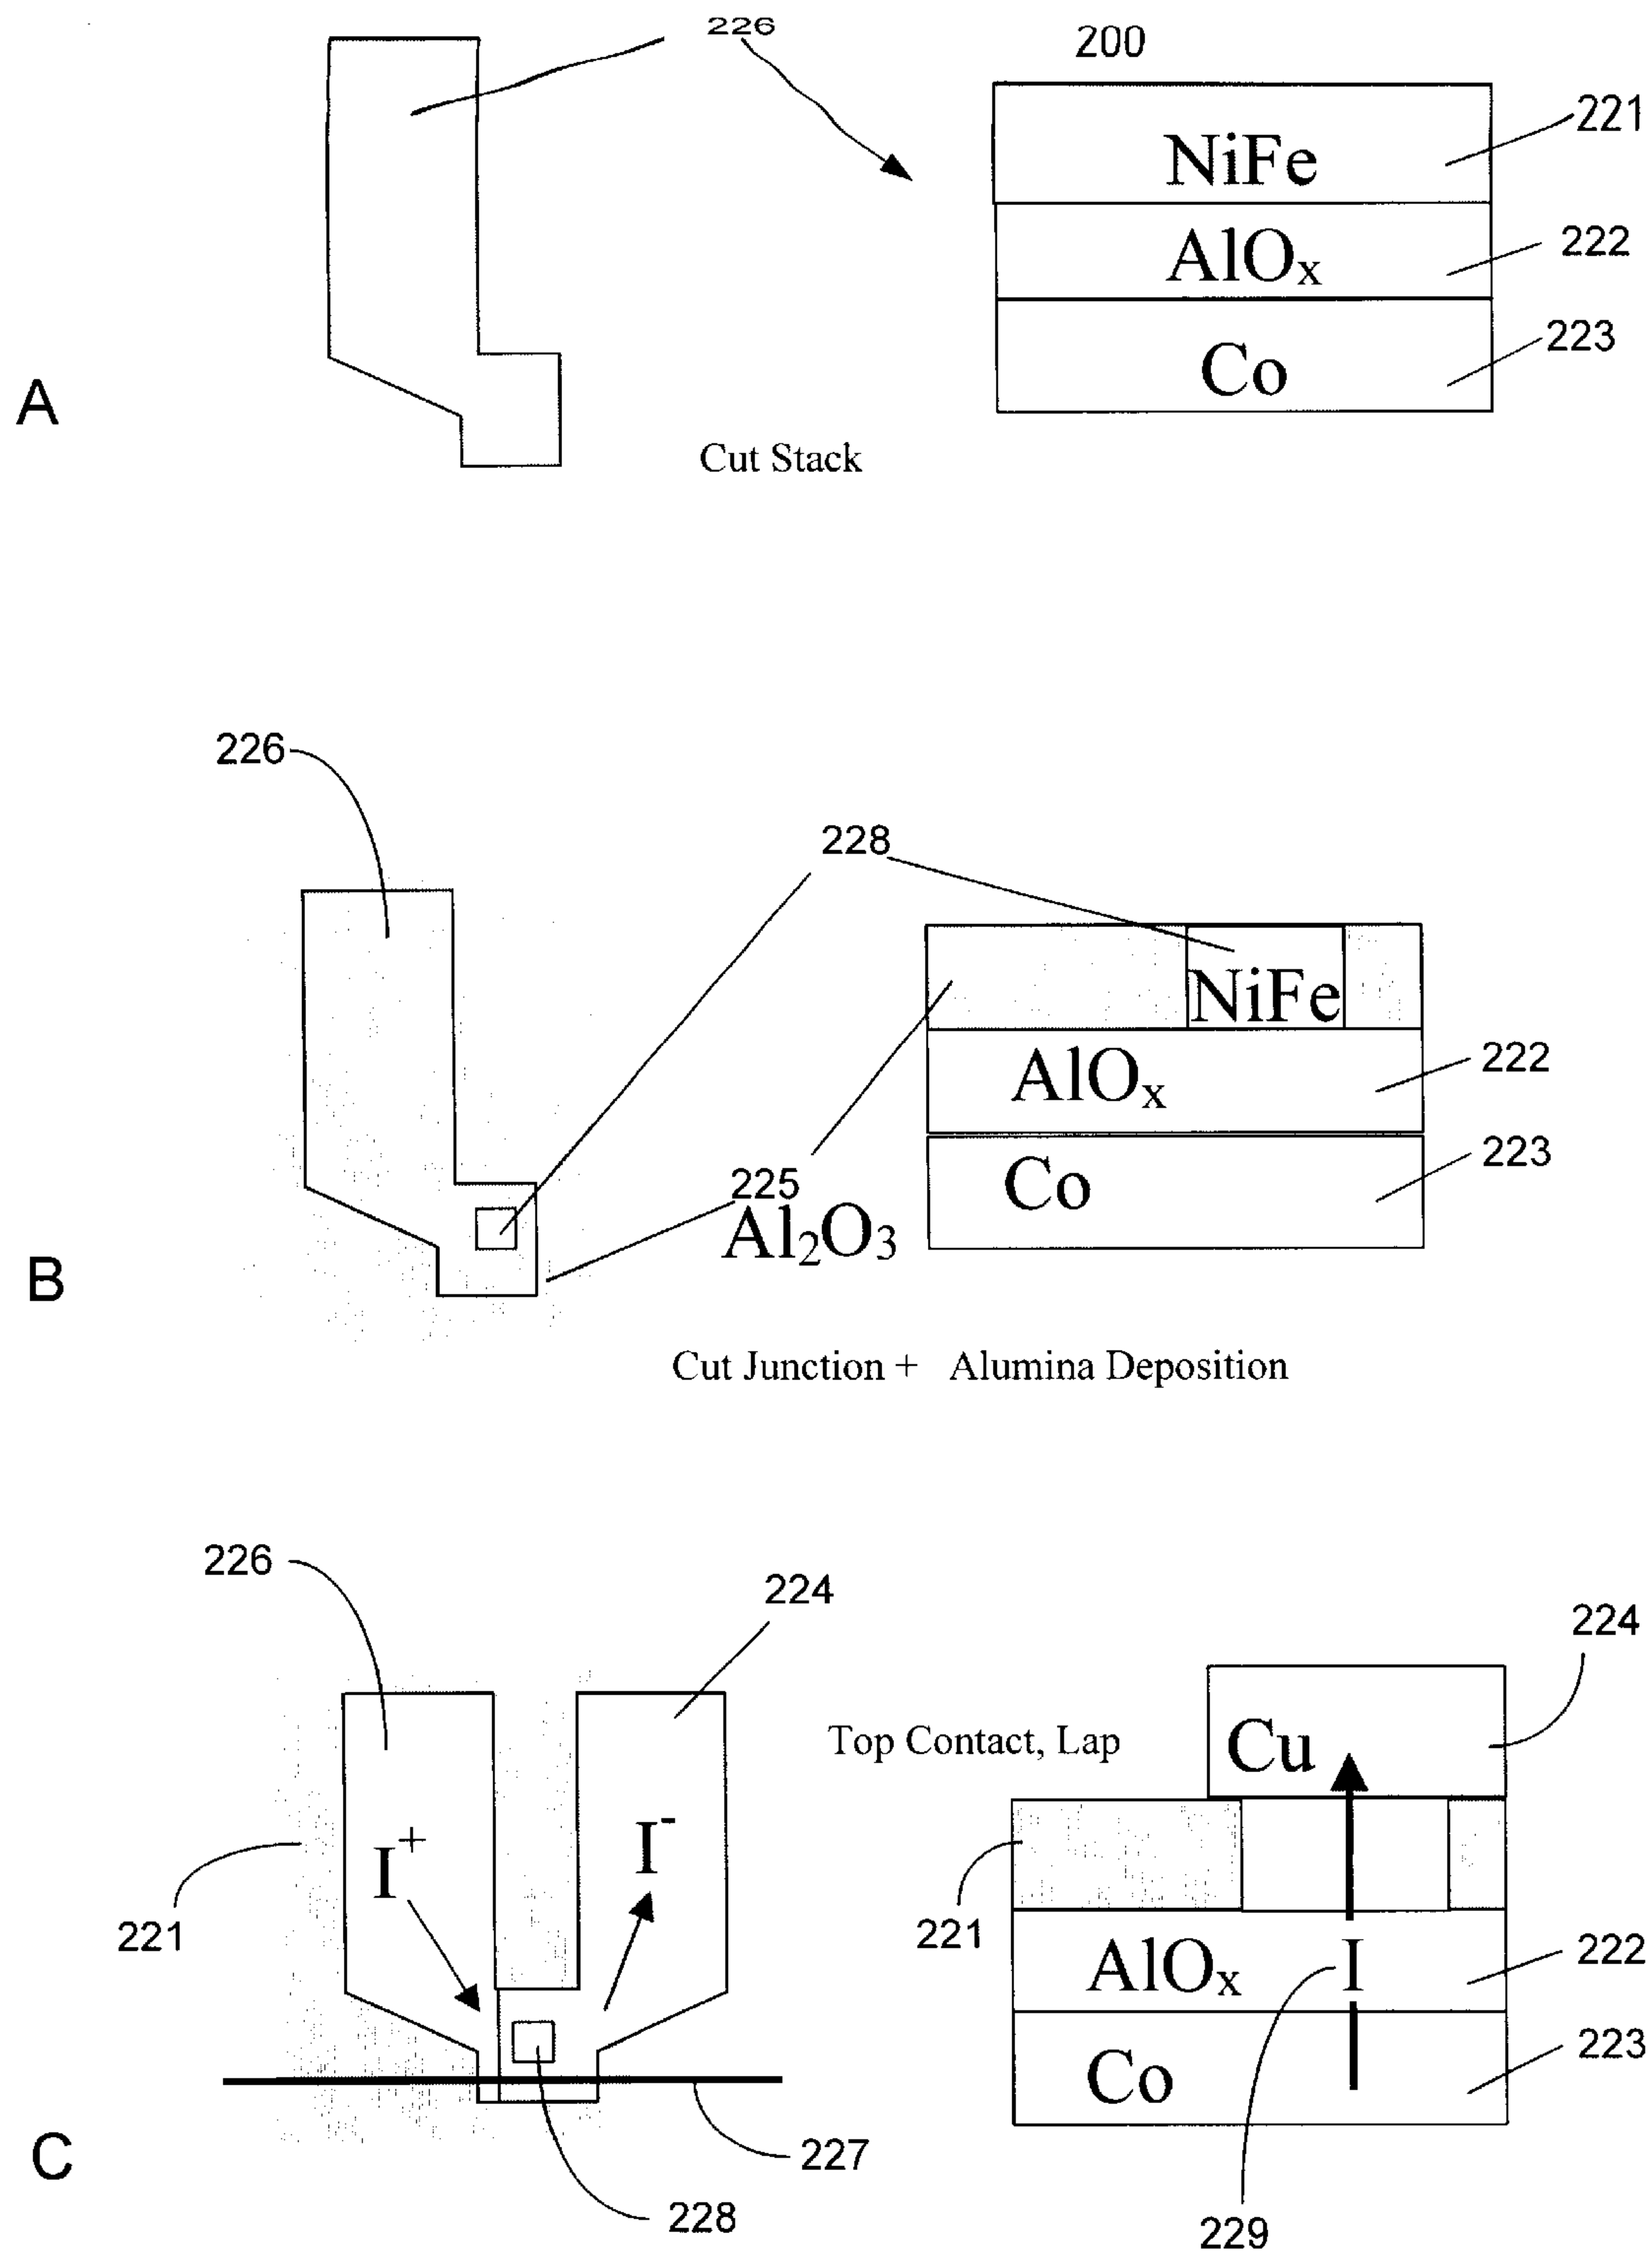 226
200
221
NiFe
222
AlOₓ
223
Co
A
Cut Stack
226
228
NiFe
222
AlOₓ
223
Co
225
Al₂O₃
B
Cut Junction + Alumina Deposition
226
224
224
Top Contact, Lap
Cu
I⁺
I⁻
221
221
AlOₓ
I
222
Co
223
227
C
228
229